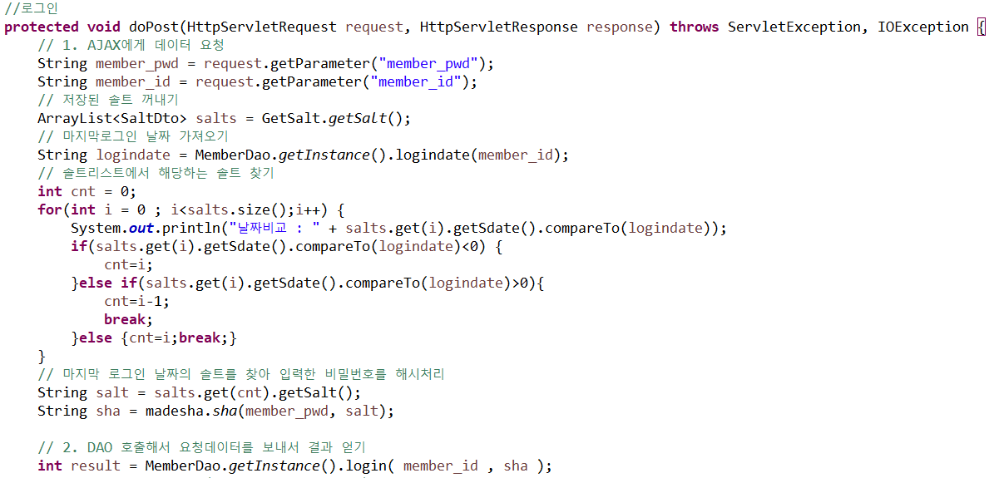 //로그인
protected void doPost(HttpServletRequest request, HttpServletResponse response) throws ServletException, IOException {
    // 1. AJAX에게 데이터 요청
    String member_pwd = request.getParameter("member_pwd");
    String member_id = request.getParameter("member_id");
    // 저장된 솔트 꺼내기
    ArrayList<SaltDto> salts = GetSalt.getSalt();
    // 마지막로그인 날짜 가져오기
    String logindate = MemberDao.getInstance().logindate(member_id);
    // 솔트리스트에서 해당하는 솔트 찾기
    int cnt = 0;
    for(int i = 0 ; i<salts.size();i++) {
        System.out.println("날짜비교 : " + salts.get(i).getSdate().compareTo(logindate));
        if(salts.get(i).getSdate().compareTo(logindate)<0) {
            cnt=i;
        }else if(salts.get(i).getSdate().compareTo(logindate)>0){
            cnt=i-1;
            break;
        }else {cnt=i;break;}
    }
    // 마지막 로그인 날짜의 솔트를 찾아 입력한 비밀번호를 해시처리
    String salt = salts.get(cnt).getSalt();
    String sha = madesha.sha(member_pwd, salt);
    // 2. DAO 호출해서 요청데이터를 보내서 결과 얻기
    int result = MemberDao.getInstance().login( member_id , sha );